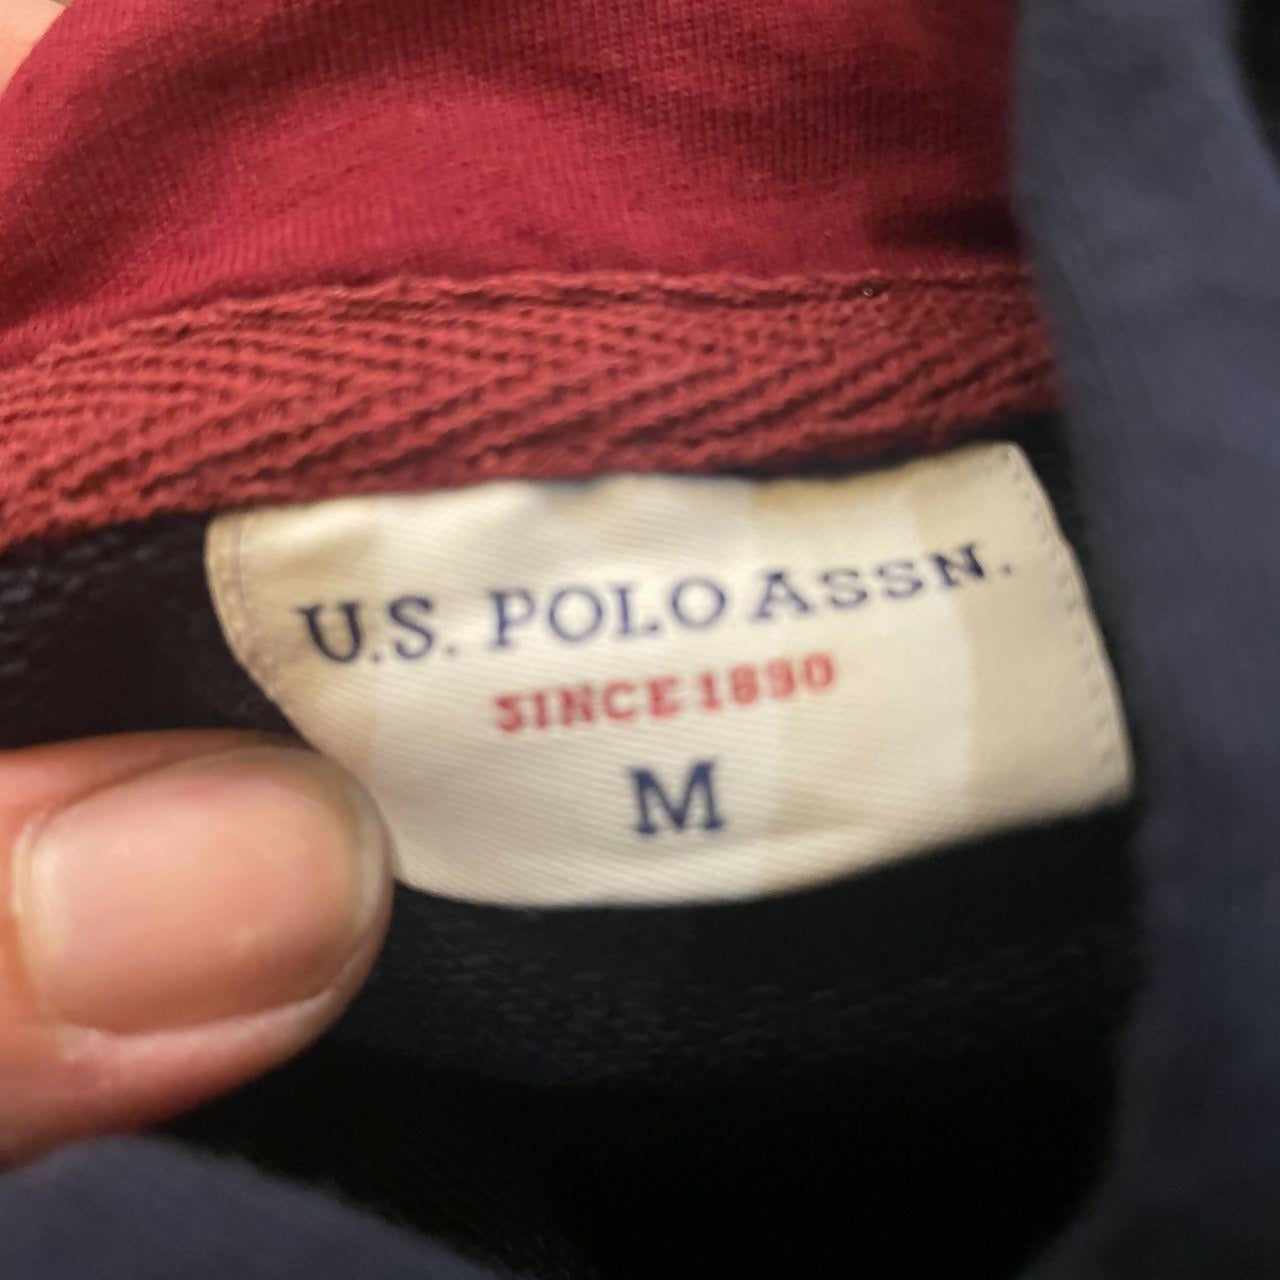 U.S. POLO ASSN.
SINCE 1890
M